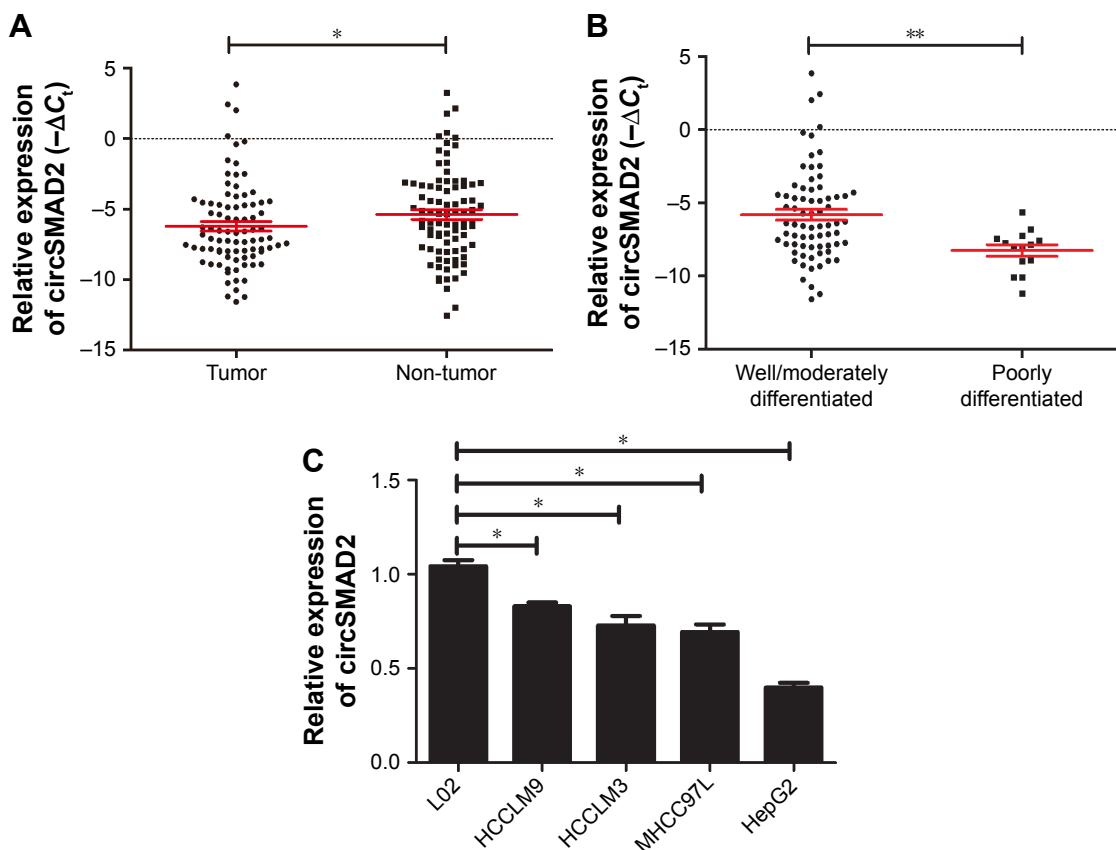 A
*
Relative expression
of circSMAD2 (–ΔCt)
5
0
–5
–10
–15
Tumor
Non-tumor
B
**
Relative expression
of circSMAD2 (–ΔCt)
5
0
–5
–10
–15
Well/moderately
differentiated
Poorly
differentiated
C
*
*
*
*
Relative expression
of circSMAD2
1.5
1.0
0.5
0.0
L02
HCCLM9
HCCLM3
MHCC97L
HepG2